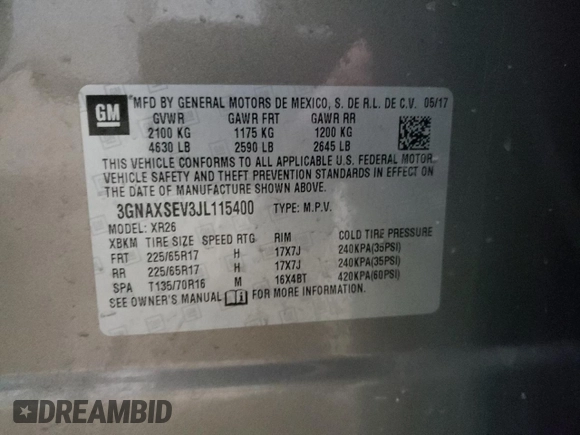 GM
MFD BY GENERAL MOTORS DE MEXICO, S. DE R.L. DE C.V. 05/17
GVWR GAWR FRT GAWR RR
2100 KG 1175 KG 1200 KG
4630 LB 2590 LB 2645 LB
THIS VEHICLE CONFORMS TO ALL APPLICABLE U.S. FEDERAL MOTOR
VEHICLE SAFETY AND THEFT PREVENTION STANDARDS IN EFFECT ON
THE DATE OF MANUFACTURE SHOWN ABOVE.
3GNAXSEV3JL115400 TYPE: M.P.V.
MODEL: XR26
XBKM TIRE SIZE SPEED RTG RIM COLD TIRE PRESSURE
FRT 225/65R17 H 17X7J 240KPA(35PSI)
RR 225/65R17 H 17X7J 240KPA(35PSI)
SPA T135/70R16 M 16X4BT 420KPA(60PSI)
SEE OWNER'S MANUAL FOR MORE INFORMATION.
DREAMBID